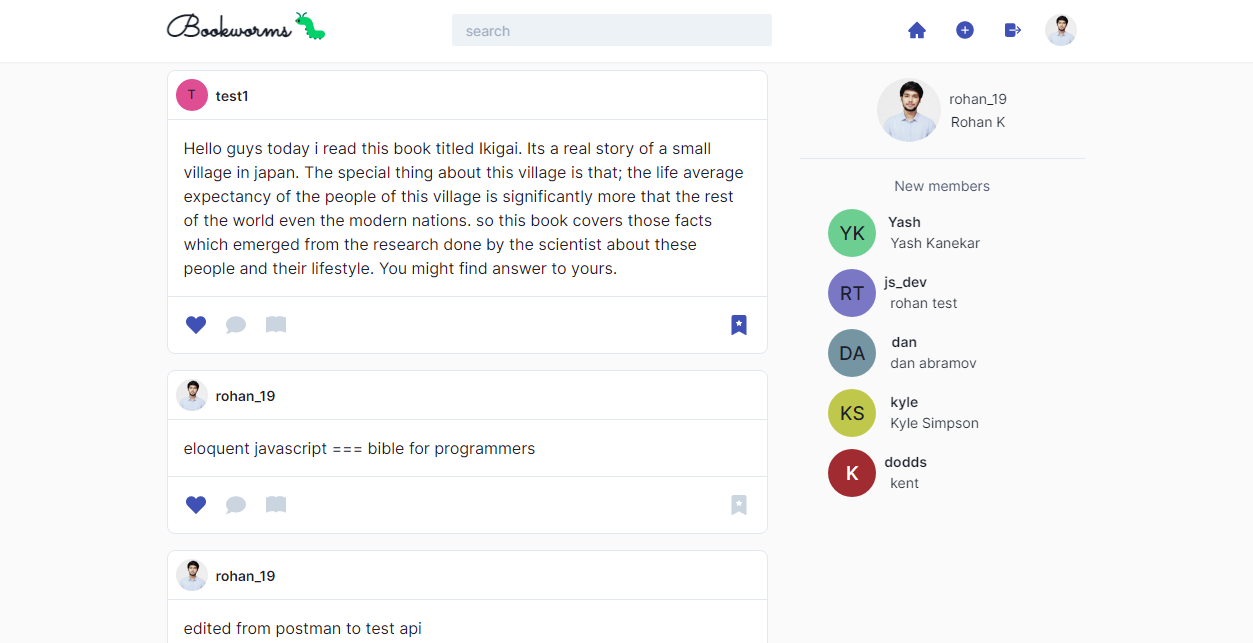 Bookworms
search
T
test1
Hello guys today i read this book titled Ikigai. Its a real story of a small
village in japan. The special thing about this village is that; the life average
expectancy of the people of this village is significantly more that the rest
of the world even the modern nations. so this book covers those facts
which emerged from the research done by the scientist about these
people and their lifestyle. You might find answer to yours.
rohan_19
eloquent javascript === bible for programmers
rohan_19
edited from postman to test api
rohan_19
Rohan K
New members
YK
Yash
Yash Kanekar
RT
js_dev
rohan test
DA
dan
dan abramov
KS
kyle
Kyle Simpson
K
dodds
kent